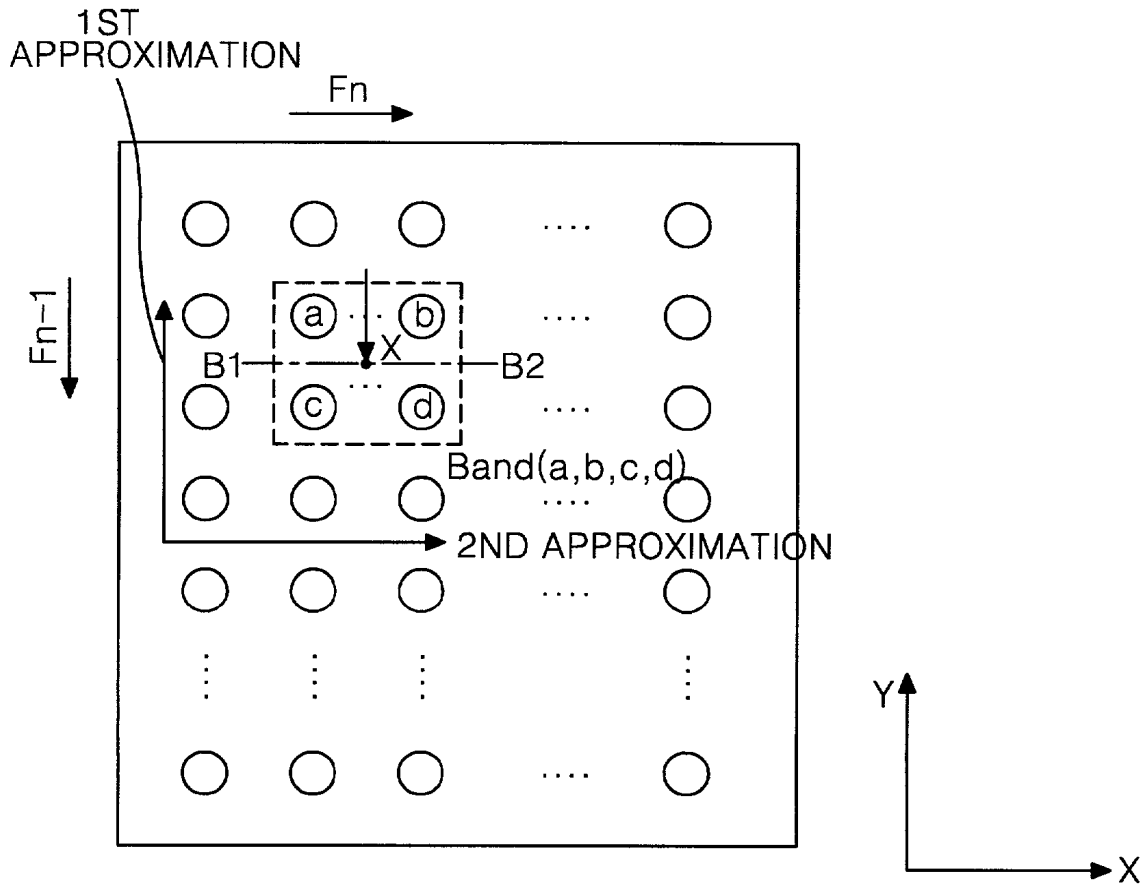 1ST
APPROXIMATION
Fn
Fn-1
a ... b
X
B1 B2
...
c d
Band(a,b,c,d)
2ND APPROXIMATION
Y
X